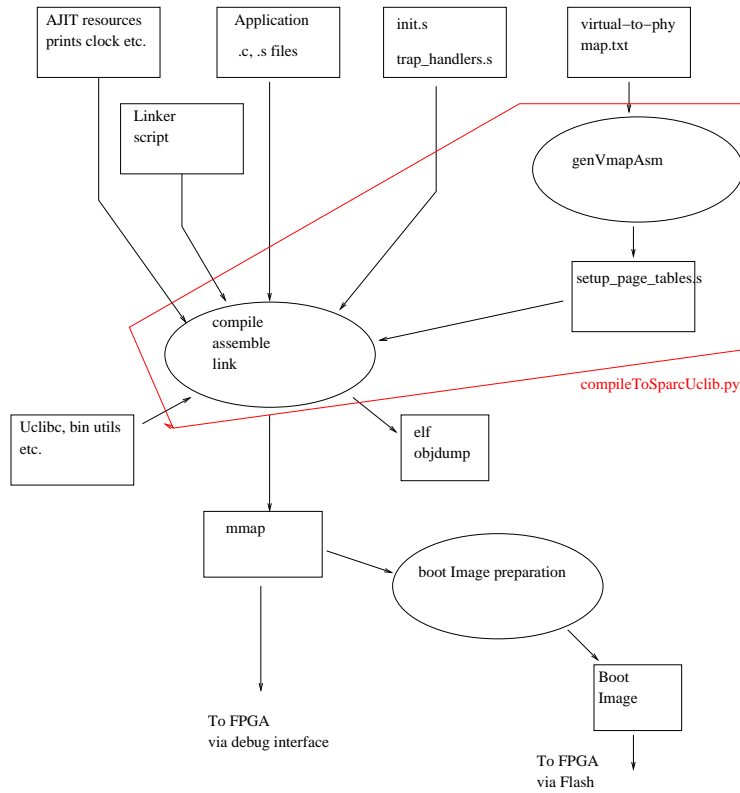 AJIT resources
prints clock etc.
Application
.c, .s files
init.s
trap_handlers.s
virtual−to−phy
map.txt
Linker
script
genVmapAsm
setup_page_tables.s
compile
assemble
link
compileToSparcUclib.py
Uclibc, bin utils
etc.
elf
objdump
mmap
boot Image preparation
Boot
Image
To FPGA
via debug interface
To FPGA
via Flash